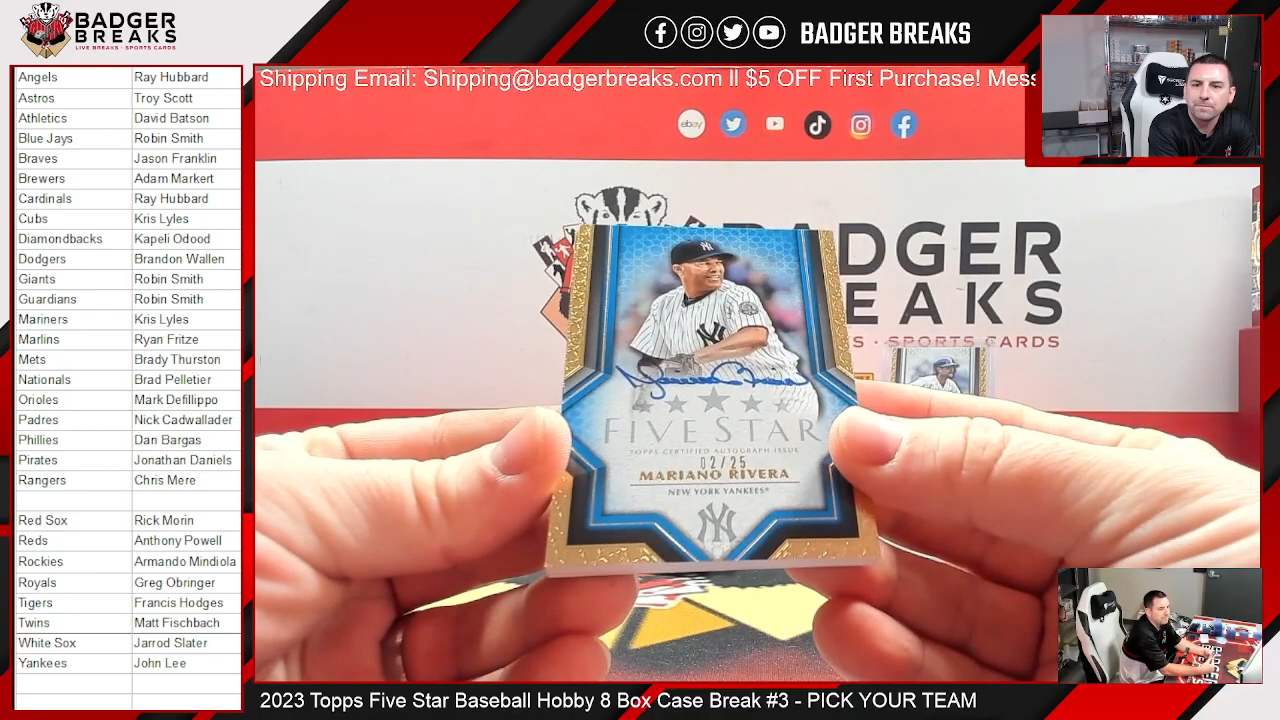 BADGER
BREAKS
LIVE BREAKS · SPORTS CARDS
BADGER BREAKS
Shipping Email: Shipping@badgerbreaks.com ll $5 OFF First Purchase! Mess
Angels Ray Hubbard
Astros Troy Scott
Athletics David Batson
Blue Jays Robin Smith
Braves Jason Franklin
Brewers Adam Markert
Cardinals Ray Hubbard
Cubs Kris Lyles
Diamondbacks Kapeli Odood
Dodgers Brandon Wallen
Giants Robin Smith
Guardians Robin Smith
Mariners Kris Lyles
Marlins Ryan Fritze
Mets Brady Thurston
Nationals Brad Pelletier
Orioles Mark Defillippo
Padres Nick Cadwallader
Phillies Dan Bargas
Pirates Jonathan Daniels
Rangers Chris Mere
Red Sox Rick Morin
Reds Anthony Powell
Rockies Armando Mindiola
Royals Greg Obringer
Tigers Francis Hodges
Twins Matt Fischbach
White Sox Jarrod Slater
Yankees John Lee
ebay
DGER
EAKS
S · SPORTS CARDS
FIVE STAR
TOPPS CERTIFIED AUTOGRAPH ISSUE
02/25
MARIANO RIVERA
NEW YORK YANKEES
NY
2023 Topps Five Star Baseball Hobby 8 Box Case Break #3 - PICK YOUR TEAM